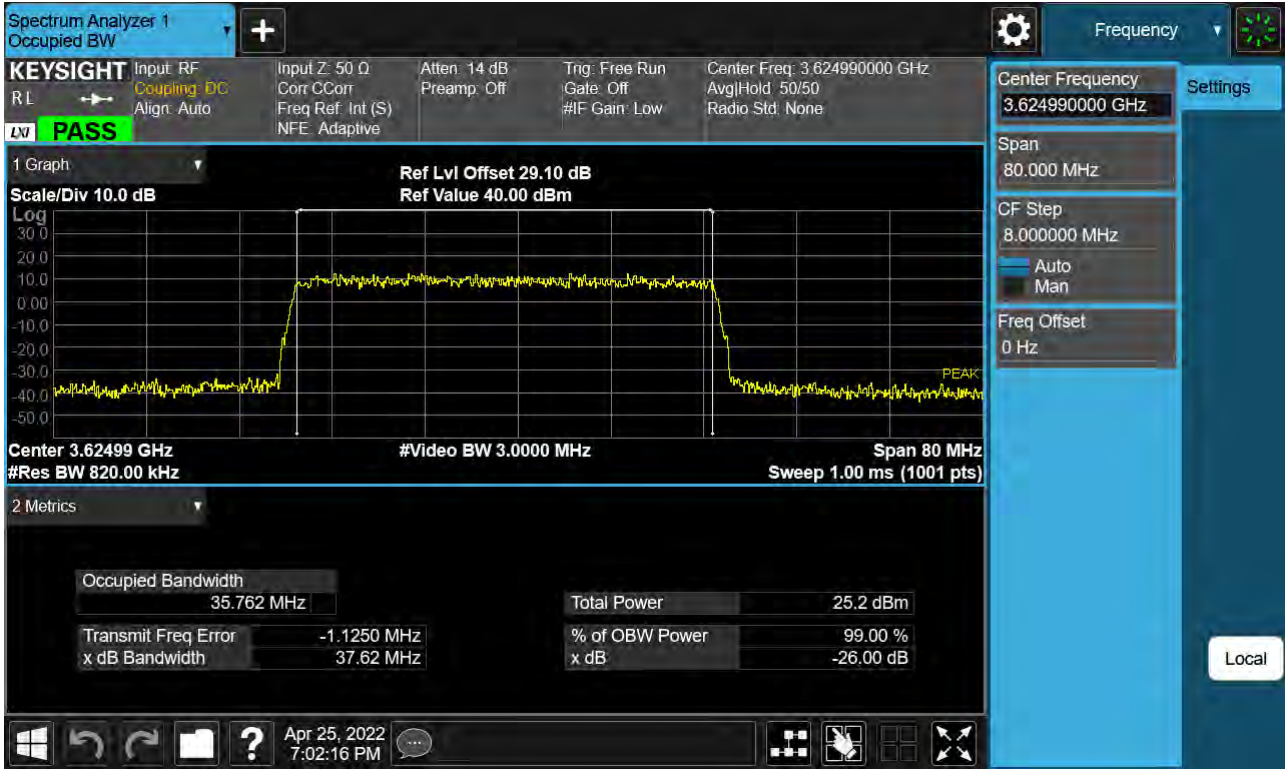 Spectrum Analyzer 1
Occupied BW
+
Frequency
KEYSIGHT
RL
LXI
PASS
Input: RF
Coupling: DC
Align: Auto
Input Z: 50 Ω
Corr CCorr
Freq Ref: Int (S)
NFE: Adaptive
Atten: 14 dB
Preamp: Off
Trig: Free Run
Gate: Off
#IF Gain: Low
Center Freq: 3.624990000 GHz
Avg|Hold: 50/50
Radio Std: None
Center Frequency
3.624990000 GHz
Settings
Span
80.000 MHz
CF Step
8.000000 MHz
Auto
Man
Freq Offset
0 Hz
Local
1 Graph
Scale/Div 10.0 dB
Ref Lvl Offset 29.10 dB
Ref Value 40.00 dBm
Log
30.0
20.0
10.0
0.00
-10.0
-20.0
-30.0
-40.0
-50.0
PEAK
Center 3.62499 GHz
#Video BW 3.0000 MHz
Span 80 MHz
#Res BW 820.00 kHz
Sweep 1.00 ms (1001 pts)
2 Metrics
Occupied Bandwidth
35.762 MHz
Total Power 25.2 dBm
Transmit Freq Error -1.1250 MHz
% of OBW Power 99.00 %
x dB Bandwidth 37.62 MHz
x dB -26.00 dB
?
Apr 25, 2022
7:02:16 PM